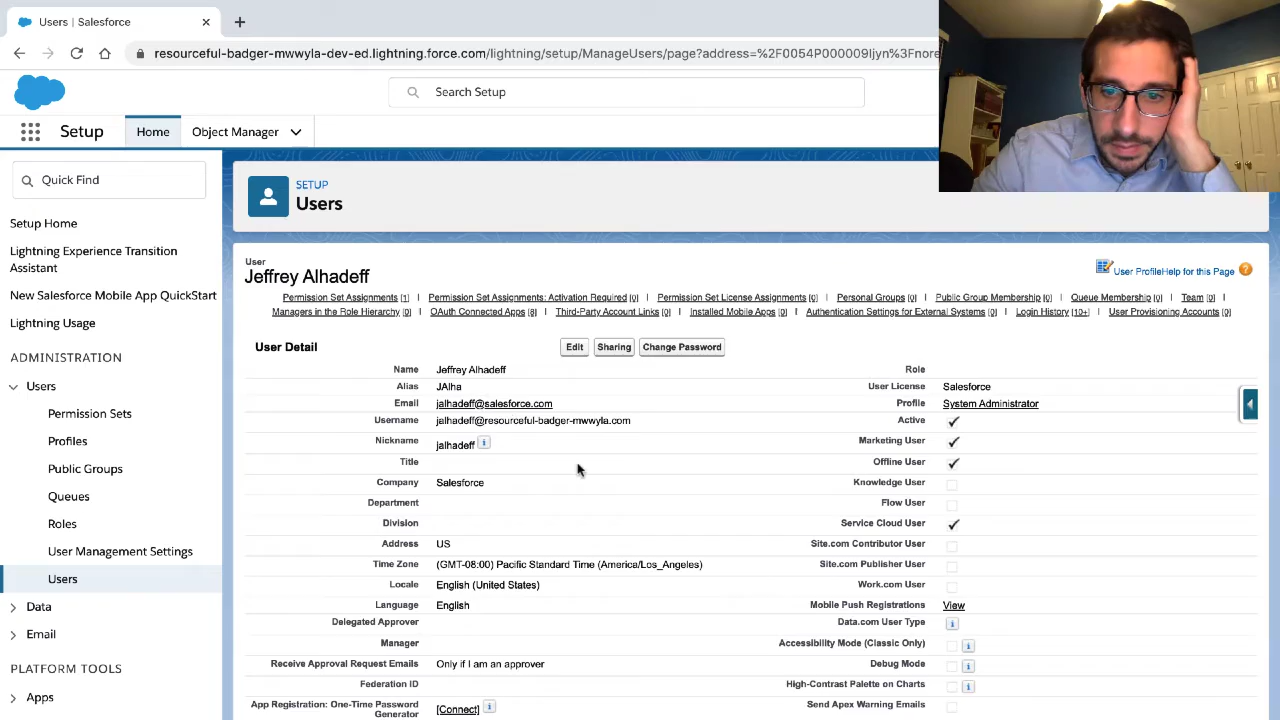 Users | Salesforce
resourceful-badger-mwwyla-dev-ed.lightning.force.com/lightning/setup/ManageUsers/page?address=%2F0054P000009Ijyn%3Fnore
Search Setup
Setup Home Object Manager
Quick Find
Setup Home
Lightning Experience Transition
Assistant
New Salesforce Mobile App QuickStart
Lightning Usage
ADMINISTRATION
Users
Permission Sets
Profiles
Public Groups
Queues
Roles
User Management Settings
Users
Data
Email
PLATFORM TOOLS
Apps
SETUP
Users
User
Jeffrey Alhadeff
User Profile Help for this Page ?
Permission Set Assignments [1] | Permission Set Assignments: Activation Required [0] | Permission Set License Assignments [0] | Personal Groups [0] | Public Group Membership [0] | Queue Membership [0] | Team [0] |
Managers in the Role Hierarchy [0] | OAuth Connected Apps [8] | Third-Party Account Links [0] | Installed Mobile Apps [0] | Authentication Settings for External Systems [0] | Login History [10+] | User Provisioning Accounts [0]
User Detail Edit Sharing Change Password
Name Jeffrey Alhadeff Role
Alias JAlha User License Salesforce
Email jalhadeff@salesforce.com Profile System Administrator
Username jalhadeff@resourceful-badger-mwwyla.com Active ✓
Nickname jalhadeff i Marketing User ✓
Title Offline User ✓
Company Salesforce Knowledge User
Department Flow User
Division Service Cloud User ✓
Address US Site.com Contributor User
Time Zone (GMT-08:00) Pacific Standard Time (America/Los_Angeles) Site.com Publisher User
Locale English (United States) Work.com User
Language English Mobile Push Registrations View
Delegated Approver Data.com User Type i
Manager Accessibility Mode (Classic Only) i
Receive Approval Request Emails Only if I am an approver Debug Mode i
Federation ID High-Contrast Palette on Charts i
App Registration: One-Time Password [Connect] i Send Apex Warning Emails
Generator